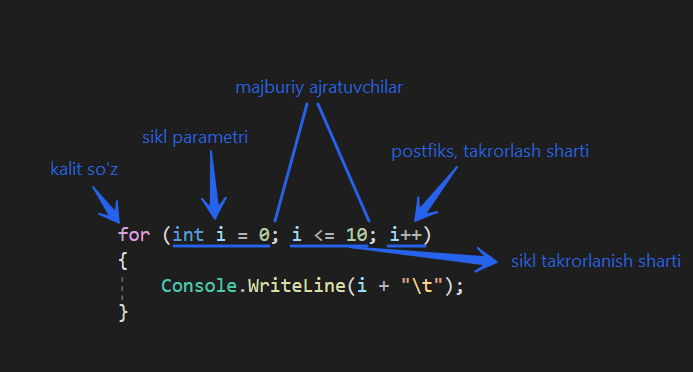 majburiy ajratuvchilar
sikl parametri
postfiks, takrorlash sharti
kalit so'z
for (int i = 0; i <= 10; i++)
sikl takrorlanish sharti
{
Console.WriteLine(i + "\t");
}